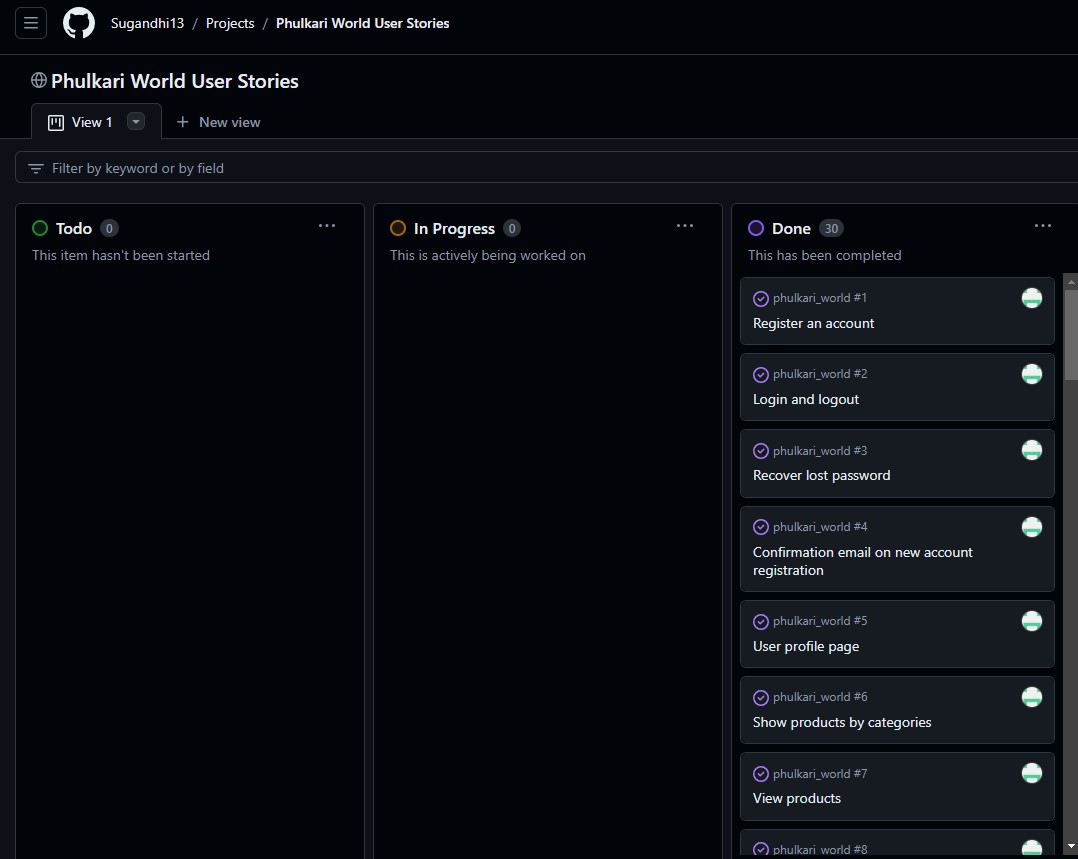 Sugandhi13 / Projects / Phulkari World User Stories
Phulkari World User Stories
View 1
New view
Filter by keyword or by field
Todo 0
This item hasn't been started
In Progress 0
This is actively being worked on
Done 30
This has been completed
phulkari_world #1
Register an account
phulkari_world #2
Login and logout
phulkari_world #3
Recover lost password
phulkari_world #4
Confirmation email on new account
registration
phulkari_world #5
User profile page
phulkari_world #6
Show products by categories
phulkari_world #7
View products
phulkari_world #8